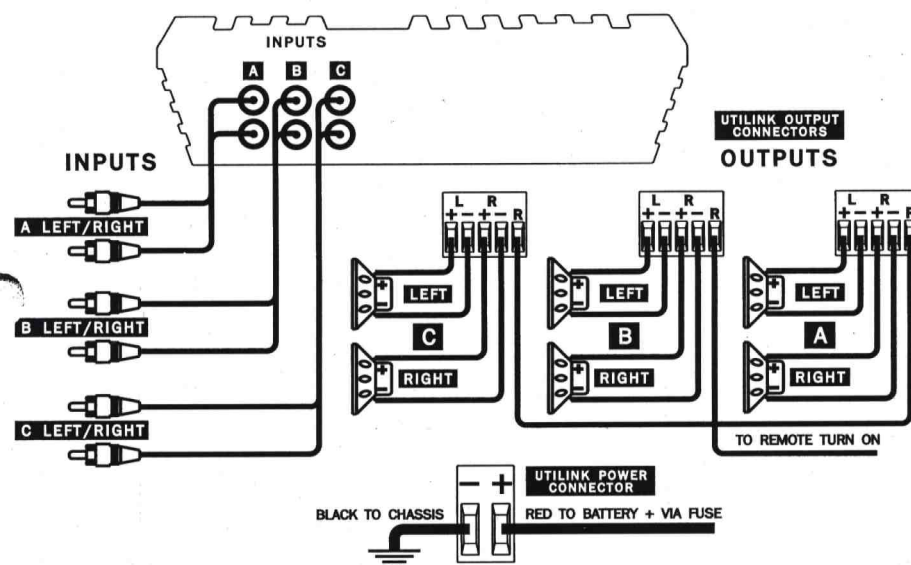 INPUTS
A B C
UTILINK OUTPUT
CONNECTORS
INPUTS
OUTPUTS
L R
+ − + − R
L R
+ − + − R
L R
+ − + − R
A LEFT/RIGHT
B LEFT/RIGHT
C LEFT/RIGHT
+
−
LEFT
+
−
LEFT
+
−
LEFT
C
B
A
+
−
RIGHT
+
−
RIGHT
+
−
RIGHT
TO REMOTE TURN ON
UTILINK POWER
CONNECTOR
− +
BLACK TO CHASSIS
RED TO BATTERY + VIA FUSE